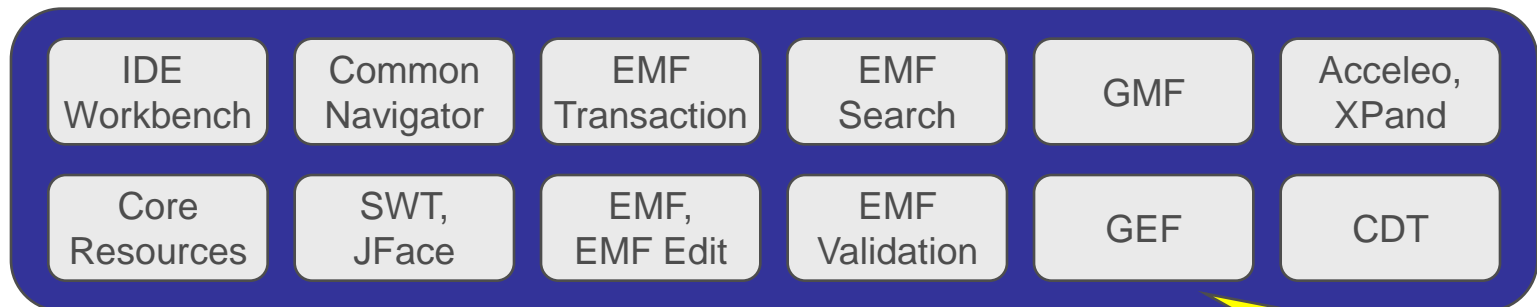 IDE
Workbench
Common
Navigator
EMF
Transaction
EMF
Search
GMF
Acceleo,
XPand
Core
Resources
SWT,
JFace
EMF,
EMF Edit
EMF
Validation
GEF
CDT